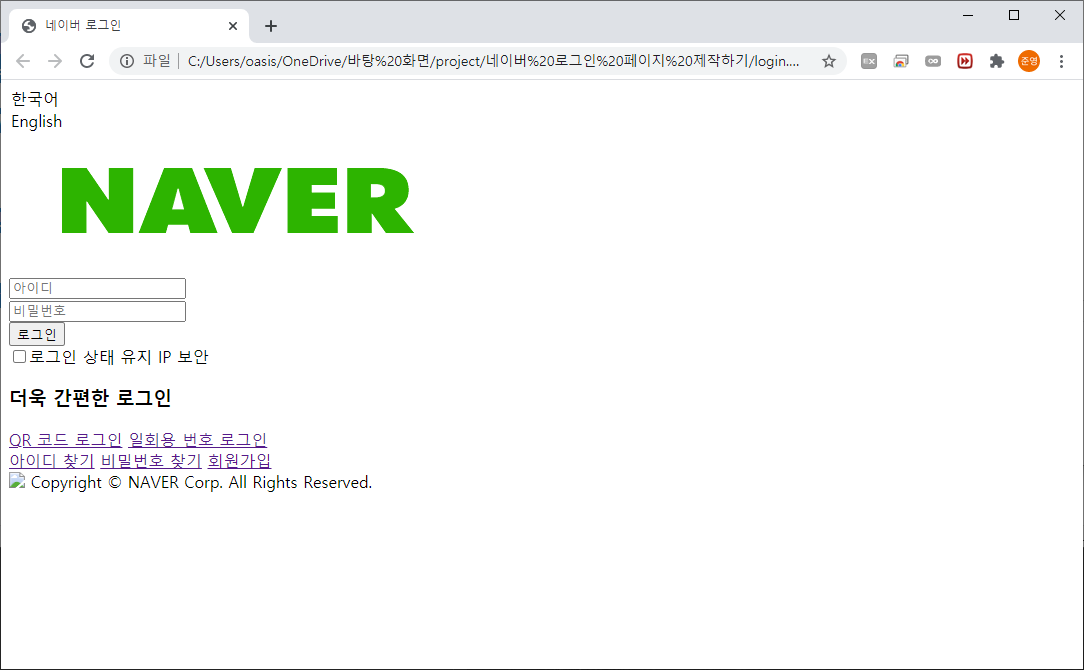 네이버 로그인
파일 | C:/Users/oasis/OneDrive/바탕%20화면/project/네이버%20로그인%20페이지%20제작하기/login.... EX 준영
한국어
English
NAVER
아이디
비밀번호
로그인
로그인 상태 유지 IP 보안
더욱 간편한 로그인
QR 코드 로그인 일회용 번호 로그인
아이디 찾기 비밀번호 찾기 회원가입
Copyright © NAVER Corp. All Rights Reserved.